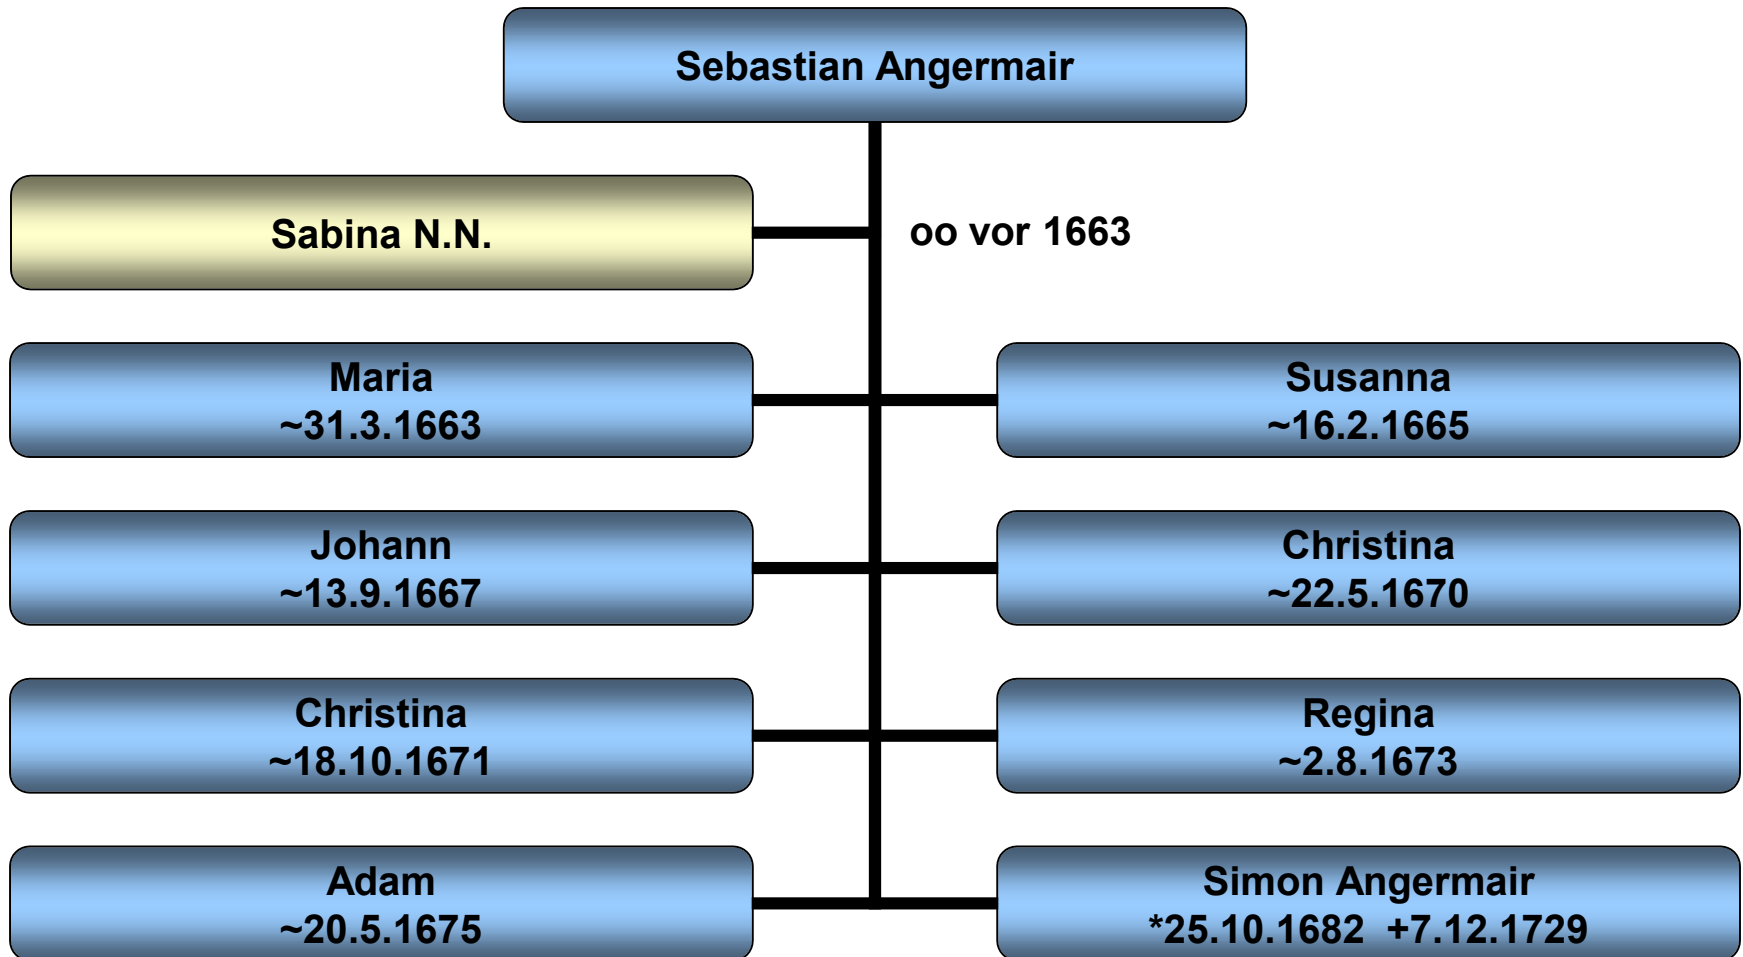 Sebastian Angermair
Sabina N.N.
oo vor 1663
Maria
~31.3.1663
Susanna
~16.2.1665
Johann
~13.9.1667
Christina
~22.5.1670
Christina
~18.10.1671
Regina
~2.8.1673
Adam
~20.5.1675
Simon Angermair
*25.10.1682  +7.12.1729